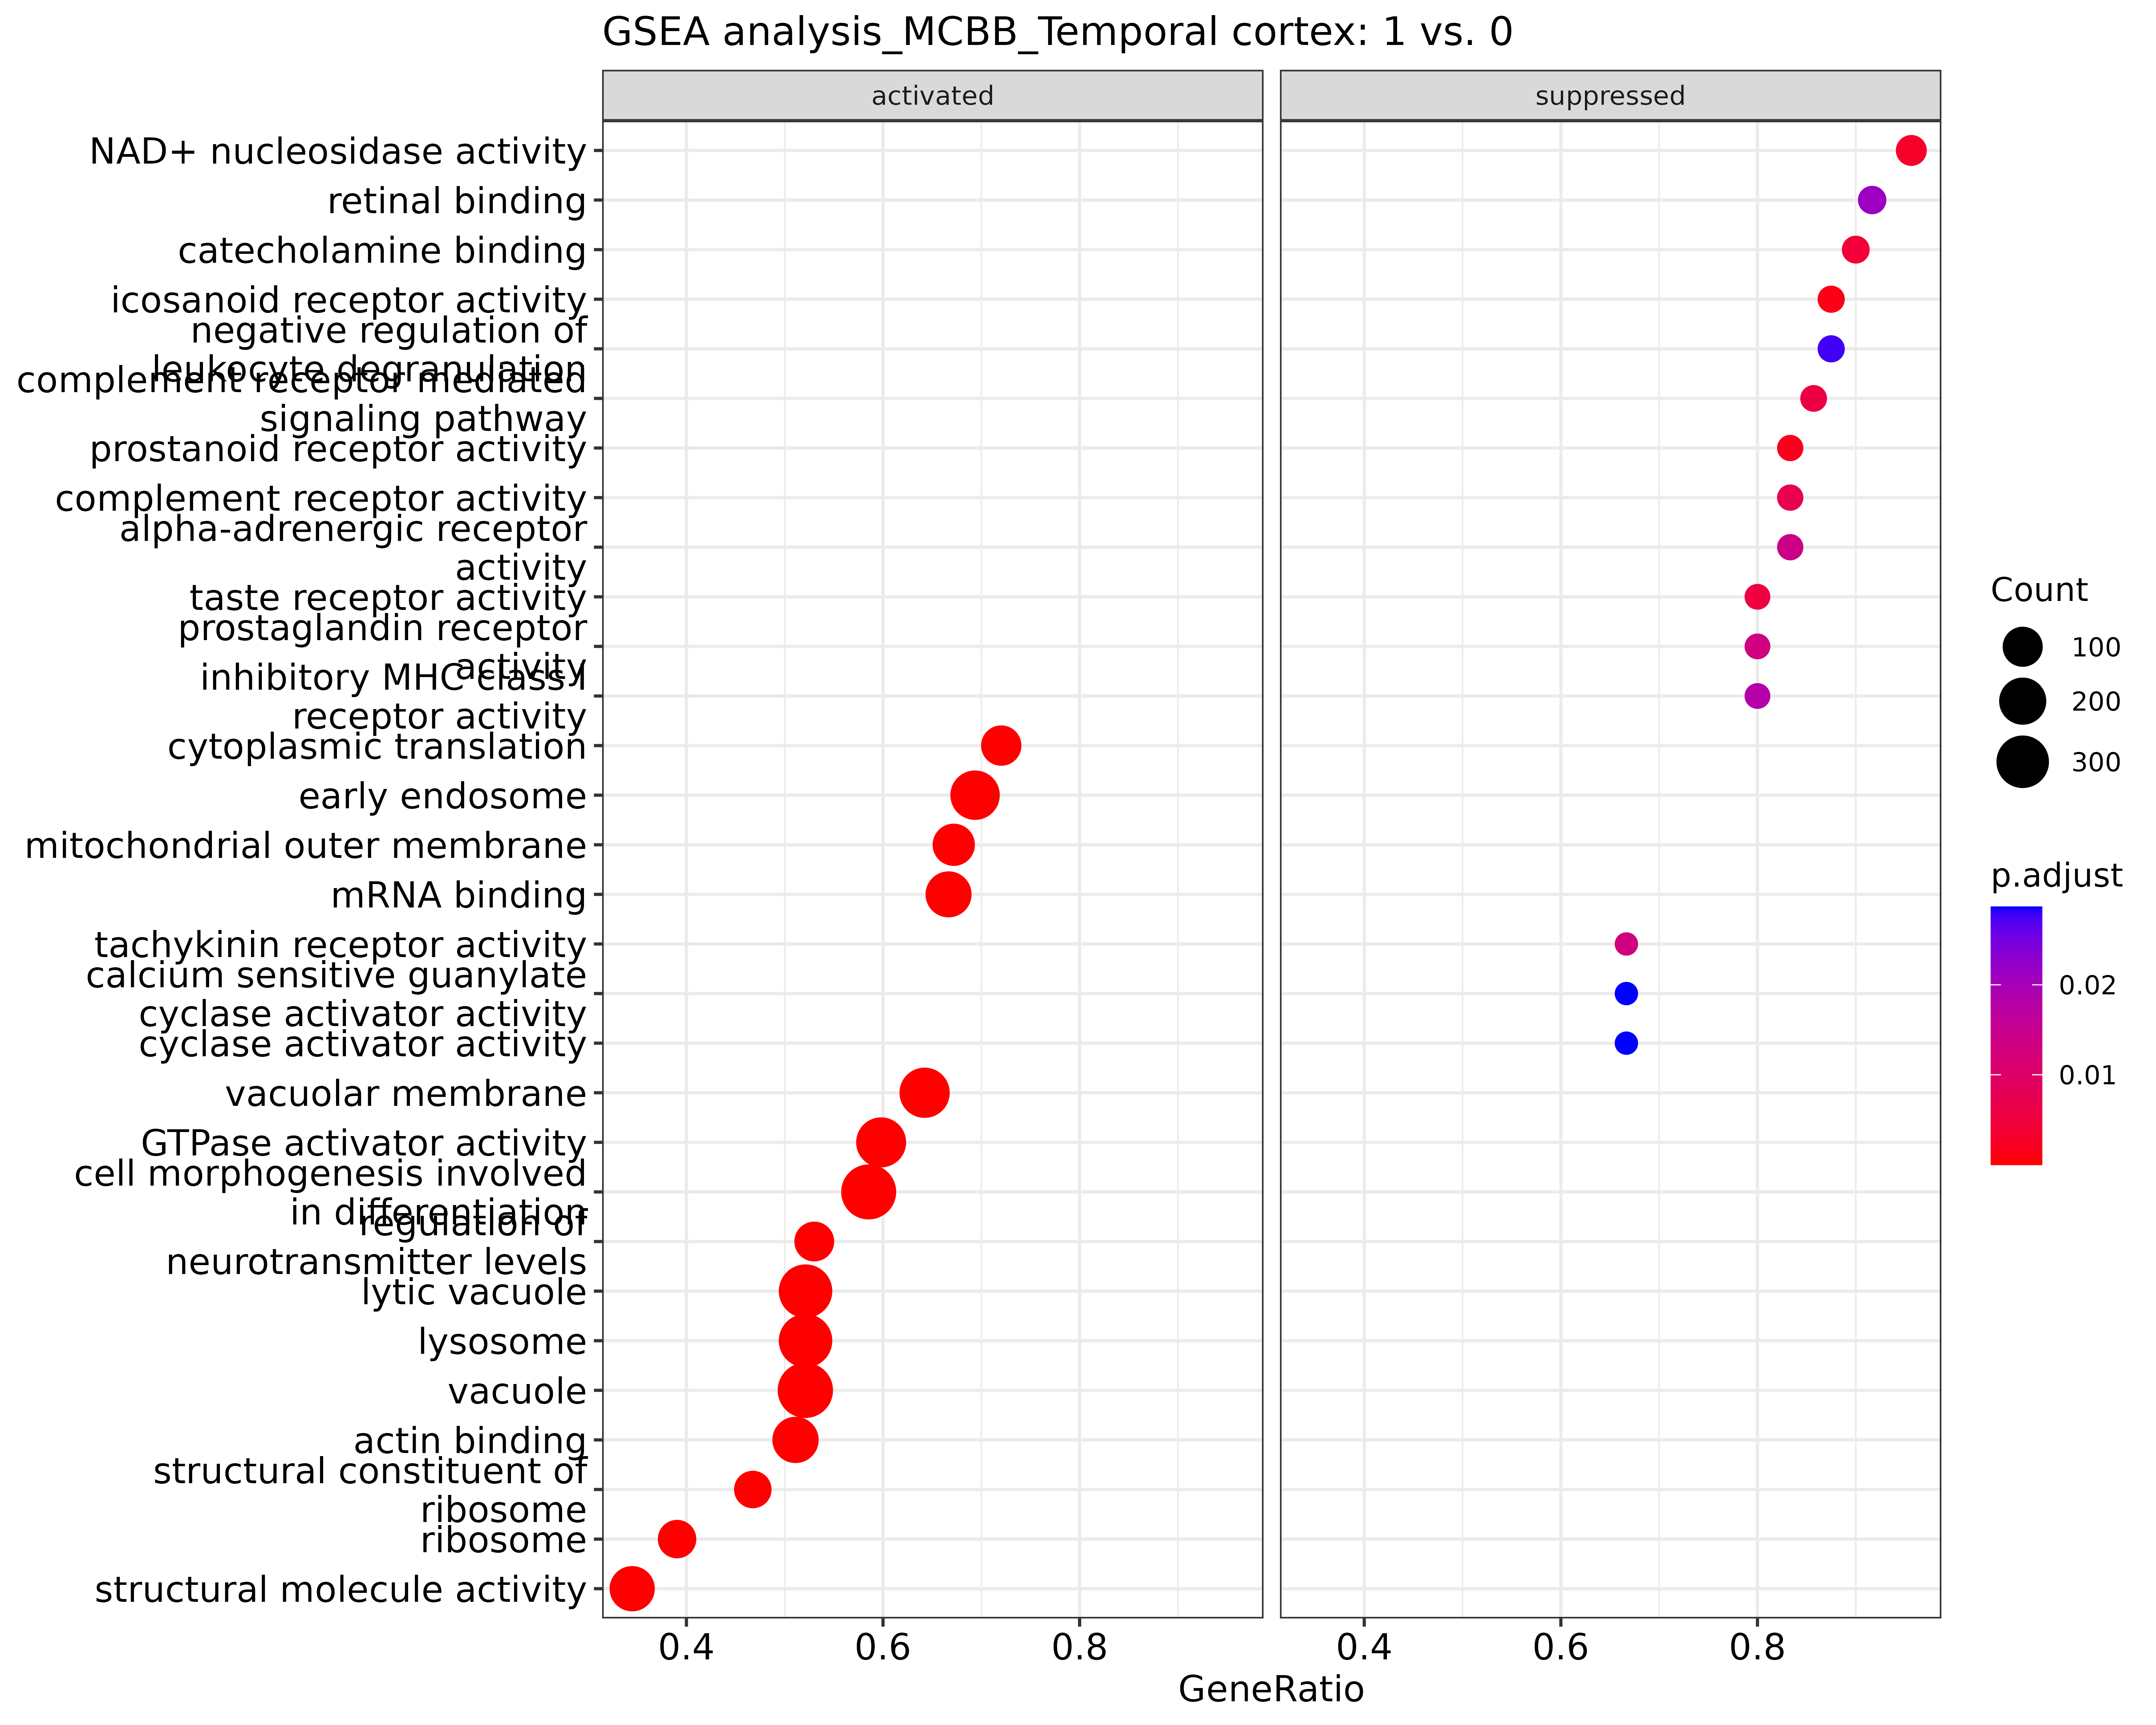 GSEA analysis_MCBB_Temporal cortex: 1 vs. 0
activated
suppressed
NAD+ nucleosidase activity
retinal binding
catecholamine binding
icosanoid receptor activity
negative regulation of
leukocyte degranulation
complement receptor mediated
signaling pathway
prostanoid receptor activity
complement receptor activity
alpha-adrenergic receptor
activity
taste receptor activity
prostaglandin receptor
activity
inhibitory MHC class I
receptor activity
cytoplasmic translation
early endosome
mitochondrial outer membrane
mRNA binding
tachykinin receptor activity
calcium sensitive guanylate
cyclase activator activity
cyclase activator activity
vacuolar membrane
GTPase activator activity
cell morphogenesis involved
in differentiation
regulation of
neurotransmitter levels
lytic vacuole
lysosome
vacuole
actin binding
structural constituent of
ribosome
ribosome
structural molecule activity
0.4 0.6 0.8
0.4 0.6 0.8
GeneRatio
Count
100
200
300
p.adjust
0.02
0.01